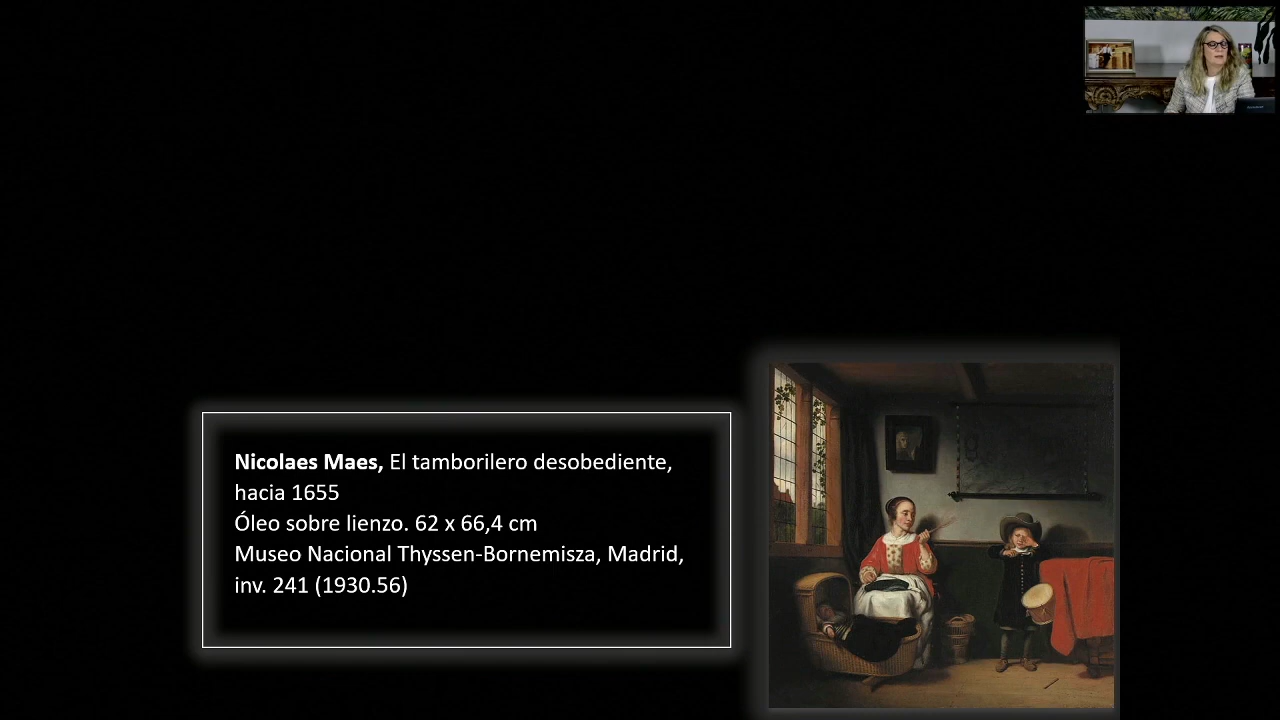 Nicolaes Maes, El tamborilero desobediente,
hacia 1655
Óleo sobre lienzo. 62 x 66,4 cm
Museo Nacional Thyssen-Bornemisza, Madrid,
inv. 241 (1930.56)